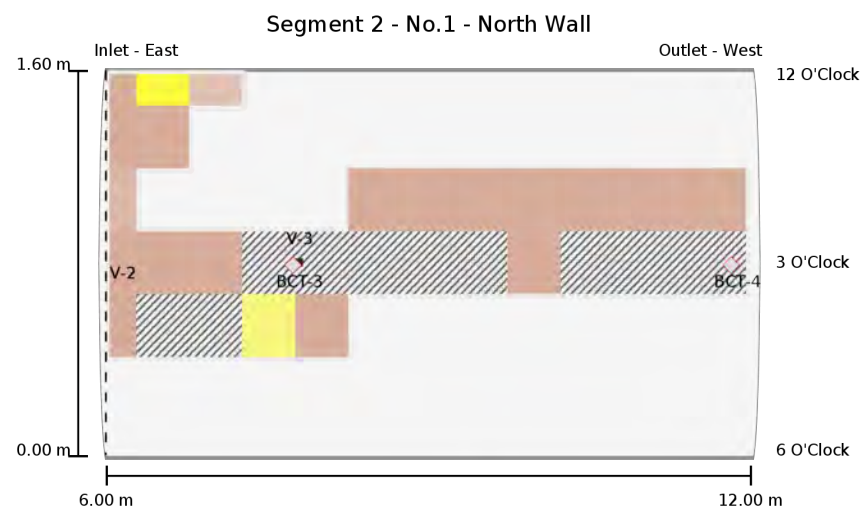 Segment 2 - No.1 - North Wall
Inlet - East
Outlet - West
1.60 m
12 O'Clock
V-3
3 O'Clock
V-2
BCT-3
BCT-4
0.00 m
6 O'Clock
6.00 m
12.00 m